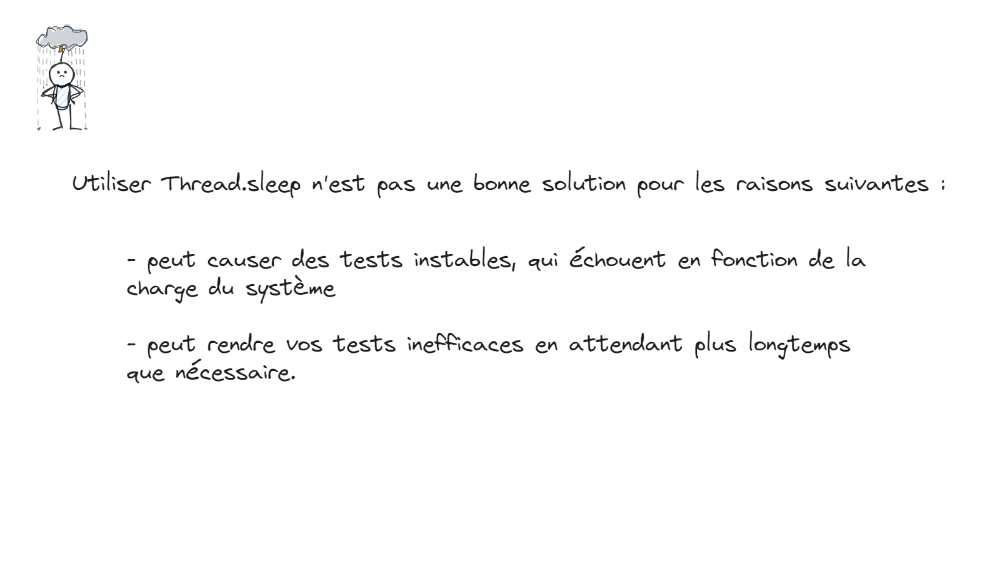 Utiliser Thread.sleep n'est pas une bonne solution pour les raisons suivantes :
- peut causer des tests instables, qui échouent en fonction de la
charge du système
- peut rendre vos tests inefficaces en attendant plus longtemps
que nécessaire.